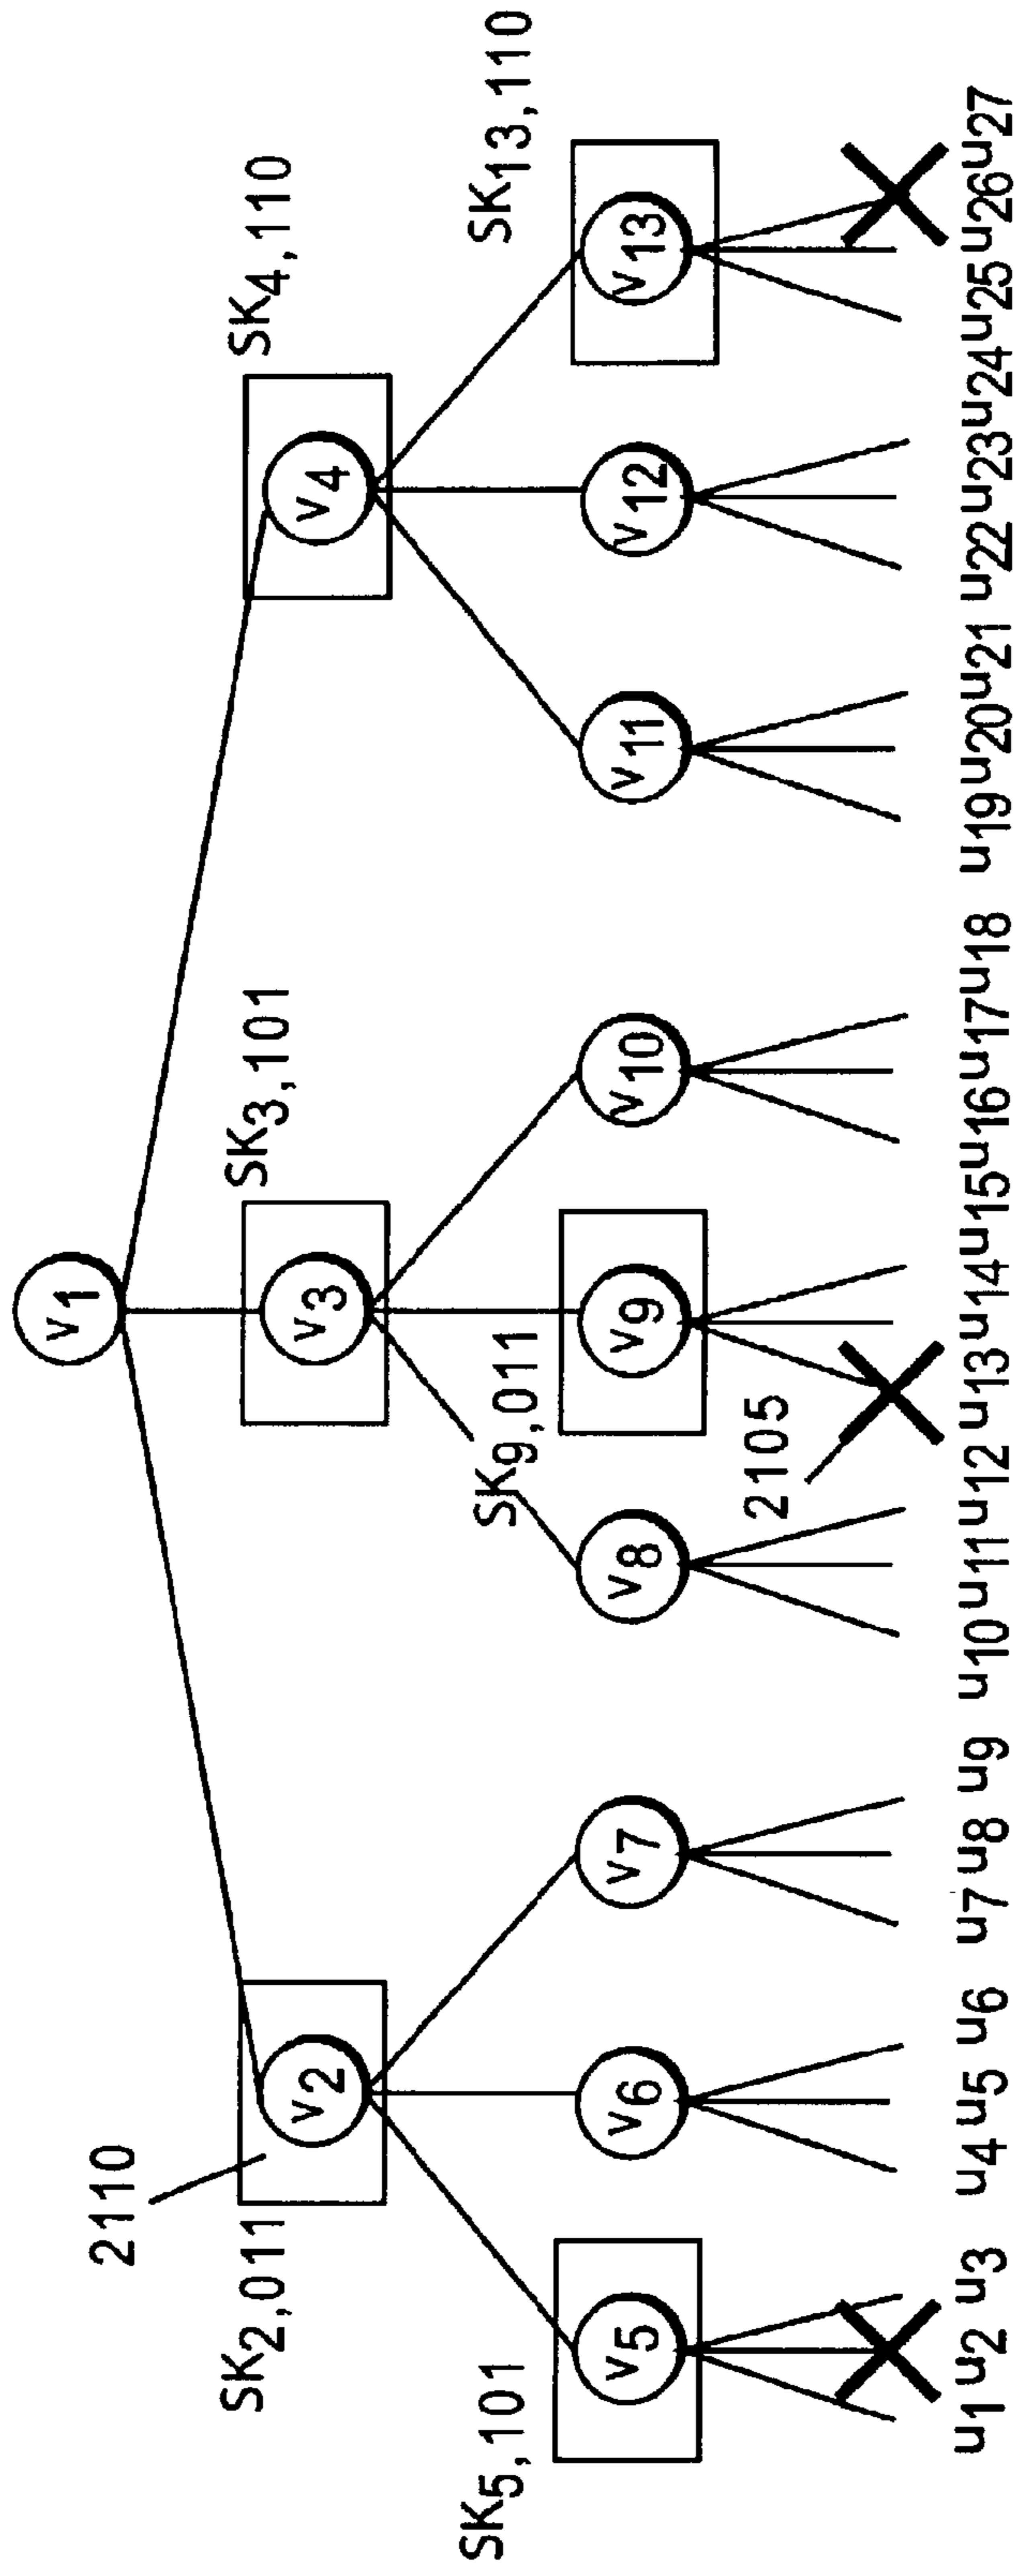 v1
2110
SK2,011
SK3,101
SK4,110
v2
v3
v4
SK5,101
SK9,011
SK13,110
v5
v6
v7
v8
v9
v10
v11
v12
v13
2105
u1 u2 u3 u4 u5 u6 u7 u8 u9 u10 u11 u12 u13 u14 u15 u16 u17 u18 u19 u20 u21 u22 u23 u24 u25 u26 u27